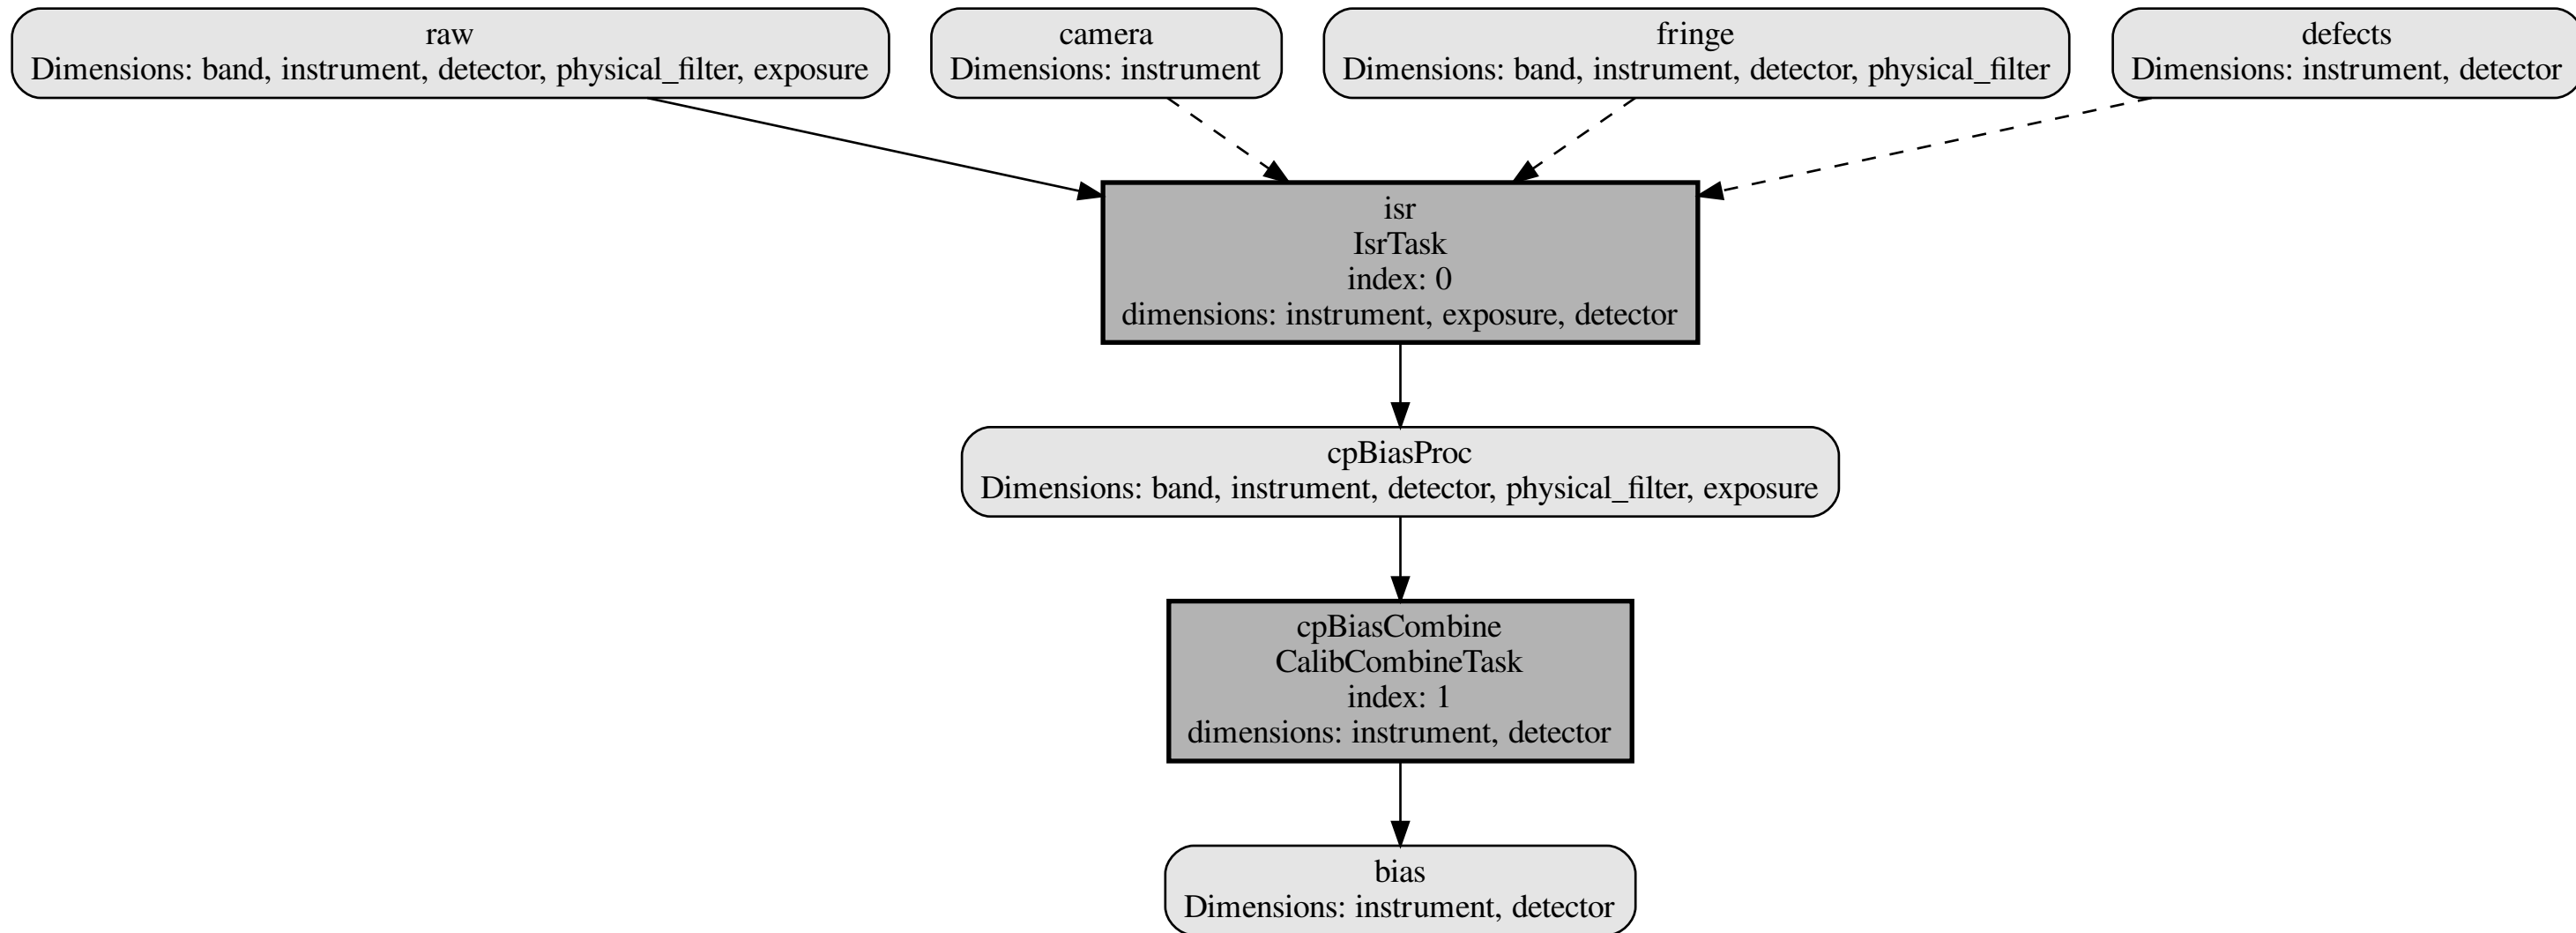 raw
Dimensions: band, instrument, detector, physical_filter, exposure
camera
Dimensions: instrument
fringe
Dimensions: band, instrument, detector, physical_filter
defects
Dimensions: instrument, detector
isr
IsrTask
index: 0
dimensions: instrument, exposure, detector
cpBiasProc
Dimensions: band, instrument, detector, physical_filter, exposure
cpBiasCombine
CalibCombineTask
index: 1
dimensions: instrument, detector
bias
Dimensions: instrument, detector